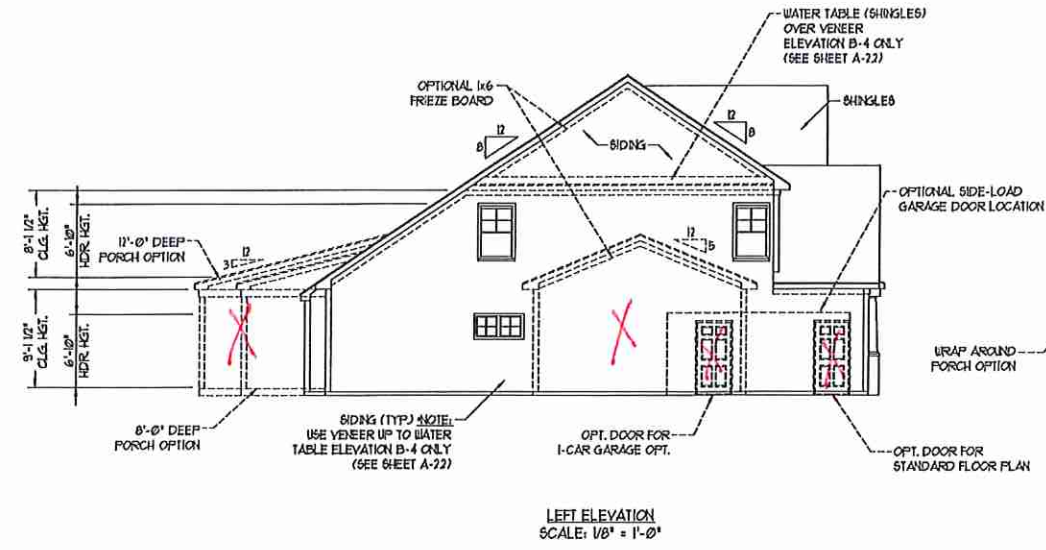 WATER TABLE (SHINGLES)
OVER VENEER
ELEVATION B-4 ONLY
(SEE SHEET A-22)
OPTIONAL 1x6
FRIEZE BOARD
SHINGLES
12
8
12
8
SIDING
OPTIONAL SIDE-LOAD
GARAGE DOOR LOCATION
8'-1 1/2"
CLG. HGT.
6'-10"
HDR. HGT.
12'-0" DEEP
PORCH OPTION
12
3
12
5
9'-1 1/2"
CLG. HGT.
6'-10"
HDR. HGT.
WRAP AROUND
PORCH OPTION
8'-0" DEEP
PORCH OPTION
SIDING (TYP.) NOTE:
USE VENEER UP TO WATER
TABLE ELEVATION B-4 ONLY
(SEE SHEET A-22)
OPT. DOOR FOR
1-CAR GARAGE OPT.
OPT. DOOR FOR
STANDARD FLOOR PLAN
LEFT ELEVATION
SCALE: 1/8" = 1'-0"